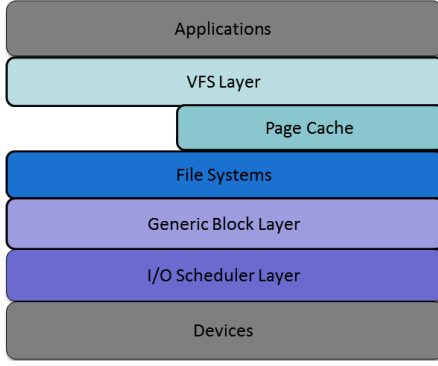 Applications
VFS Layer
Page Cache
File Systems
Generic Block Layer
I/O Scheduler Layer
Devices